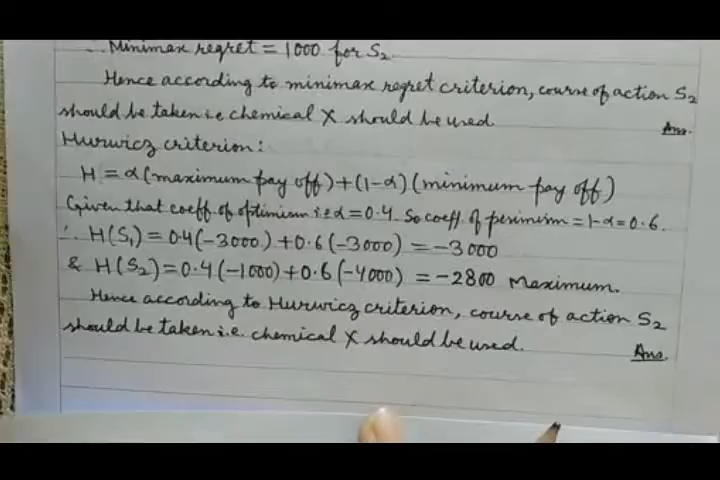 ∴ Minimax regret = 1000 for S₂
Hence according to minimax regret criterion, course of action S₂
should be taken i.e chemical X should be used.
Ans.
Hurwicz criterion:
H = α(maximum pay off)+(1-α)(minimum pay off)
Given that coeff of optimism i.e α=0.4. So coeff. of pessimism=1-α=0.6.
∴ H(S₁)=0.4(-3000)+0.6(-3000)=-3000
& H(S₂)=0.4(-1000)+0.6(-4000) =-2800 Maximum.
Hence according to Hurwicz criterion, course of action S₂
should be taken i.e. chemical X should be used.
Ans.